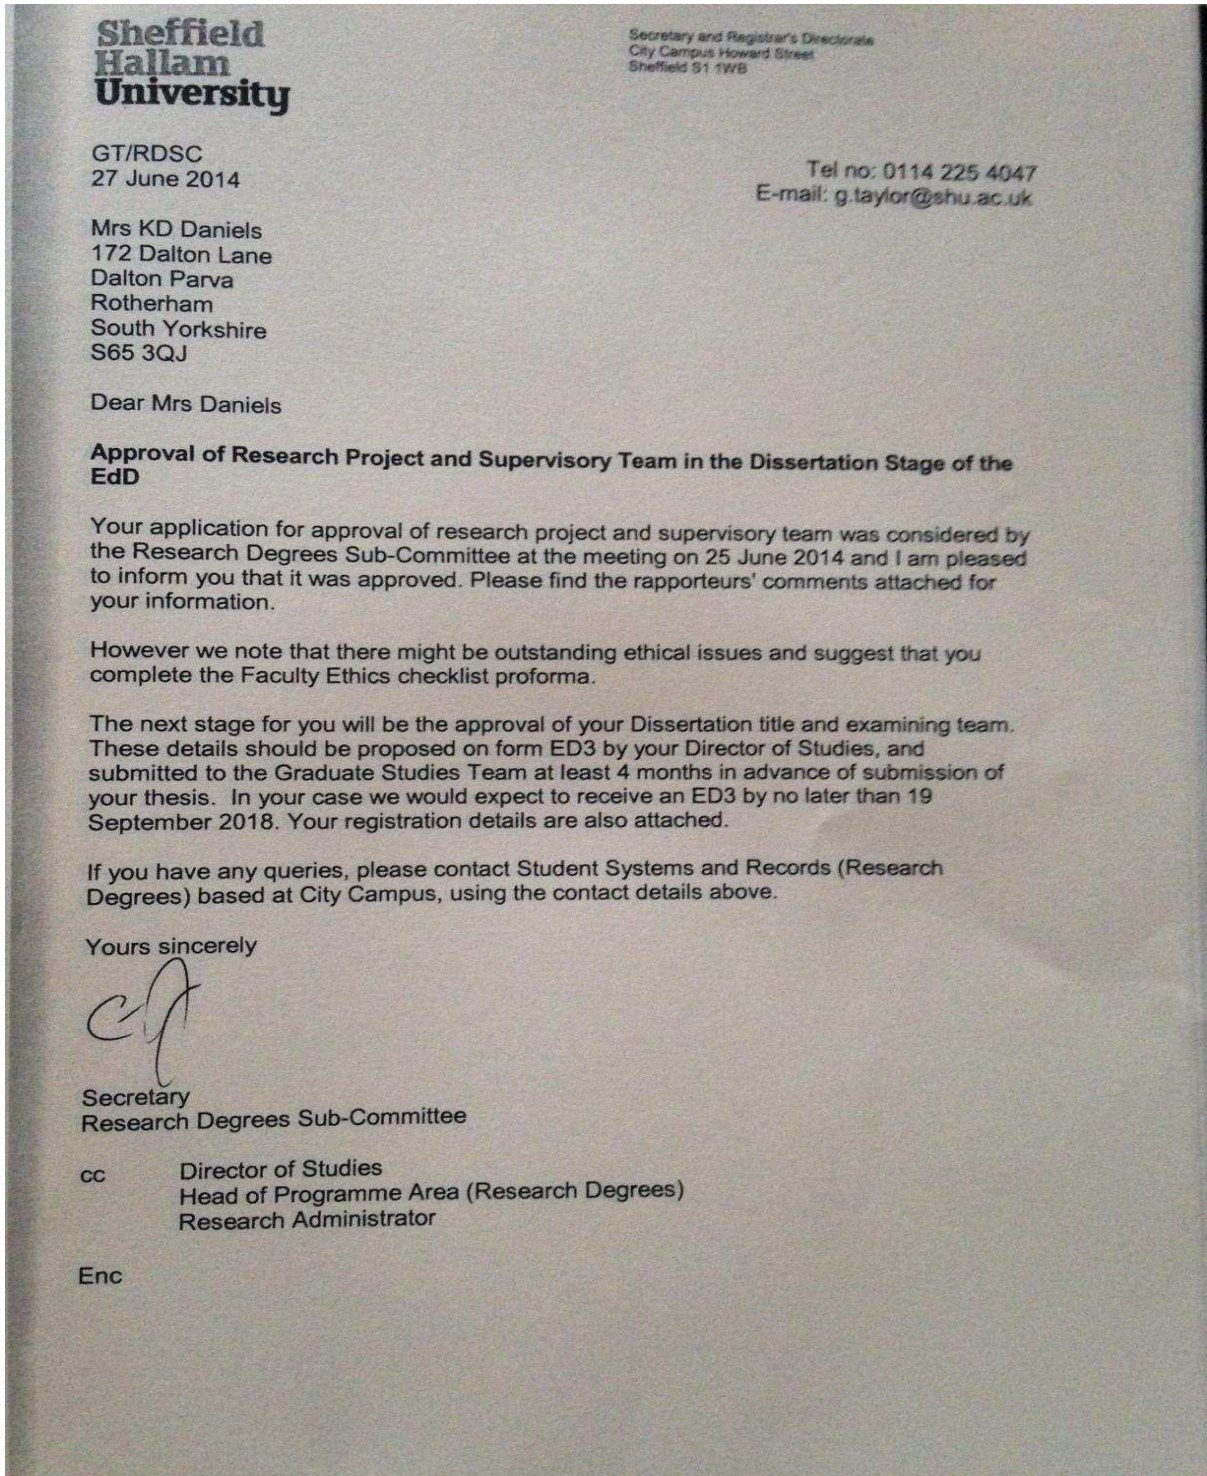 Sheffield
Hallam
University
Secretary and Registrar's Directorate
City Campus Howard Street
Sheffield S1 1WB
GT/RDSC
27 June 2014
Tel no: 0114 225 4047
E-mail: g.taylor@shu.ac.uk
Mrs KD Daniels
172 Dalton Lane
Dalton Parva
Rotherham
South Yorkshire
S65 3QJ
Dear Mrs Daniels
Approval of Research Project and Supervisory Team in the Dissertation Stage of the
EdD
Your application for approval of research project and supervisory team was considered by
the Research Degrees Sub-Committee at the meeting on 25 June 2014 and I am pleased
to inform you that it was approved. Please find the rapporteurs' comments attached for
your information.
However we note that there might be outstanding ethical issues and suggest that you
complete the Faculty Ethics checklist proforma.
The next stage for you will be the approval of your Dissertation title and examining team.
These details should be proposed on form ED3 by your Director of Studies, and
submitted to the Graduate Studies Team at least 4 months in advance of submission of
your thesis.  In your case we would expect to receive an ED3 by no later than 19
September 2018. Your registration details are also attached.
If you have any queries, please contact Student Systems and Records (Research
Degrees) based at City Campus, using the contact details above.
Yours sincerely
Secretary
Research Degrees Sub-Committee
cc Director of Studies
Head of Programme Area (Research Degrees)
Research Administrator
Enc